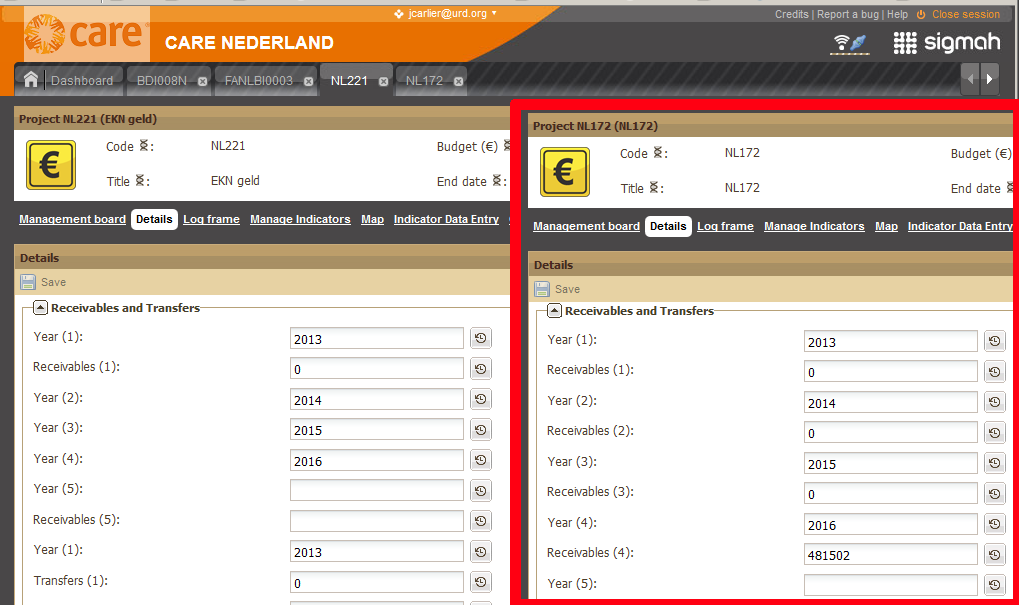 jcarlier@urd.org
Credits | Report a bug | Help Close session
care CARE NEDERLAND
sigmah
Dashboard BDI008N FANLBI0003 NL221 NL172
Project NL221 (EKN geld)
€
Code : NL221 Budget (€)
Title : EKN geld End date :
Management board Details Log frame Manage Indicators Map Indicator Data Entry
Details
Save
Receivables and Transfers
Year (1): 2013
Receivables (1): 0
Year (2): 2014
Year (3): 2015
Year (4): 2016
Year (5):
Receivables (5):
Year (1): 2013
Transfers (1): 0
Project NL172 (NL172)
€
Code : NL172 Budget (€)
Title : NL172 End date
Management board Details Log frame Manage Indicators Map Indicator Data Entry
Details
Save
Receivables and Transfers
Year (1): 2013
Receivables (1): 0
Year (2): 2014
Receivables (2): 0
Year (3): 2015
Receivables (3): 0
Year (4): 2016
Receivables (4): 481502
Year (5):